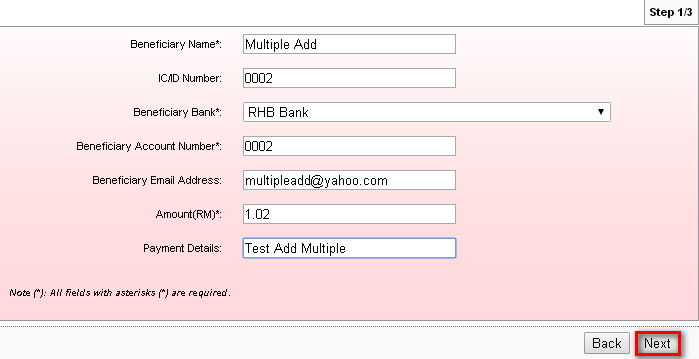 Step 1/3
Beneficiary Name*: Multiple Add
IC/ID Number: 0002
Beneficiary Bank*: RHB Bank
Beneficiary Account Number*: 0002
Beneficiary Email Address: multipleadd@yahoo.com
Amount(RM)*: 1.02
Payment Details: Test Add Multiple
Note (*): All fields with asterisks (*) are required.
Back Next